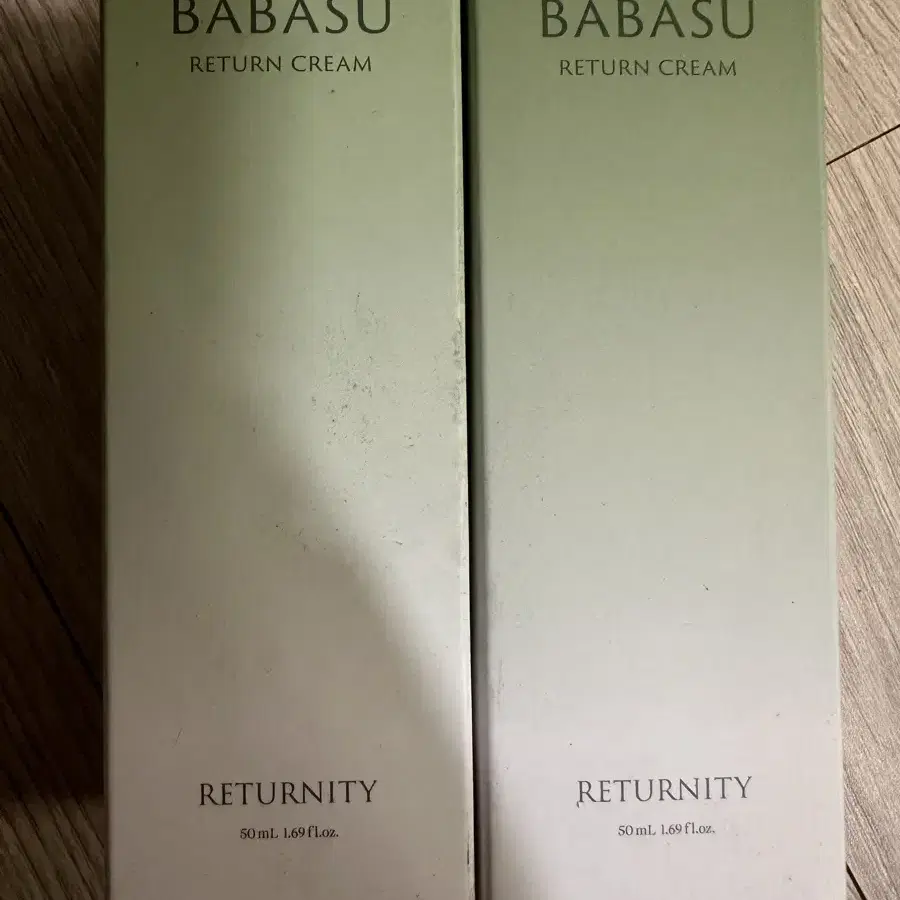 BABASU
RETURN CREAM
RETURNITY
50 mL 1.69 fl.oz.
BABASU
RETURN CREAM
RETURNITY
50 mL 1.69 fl.oz.